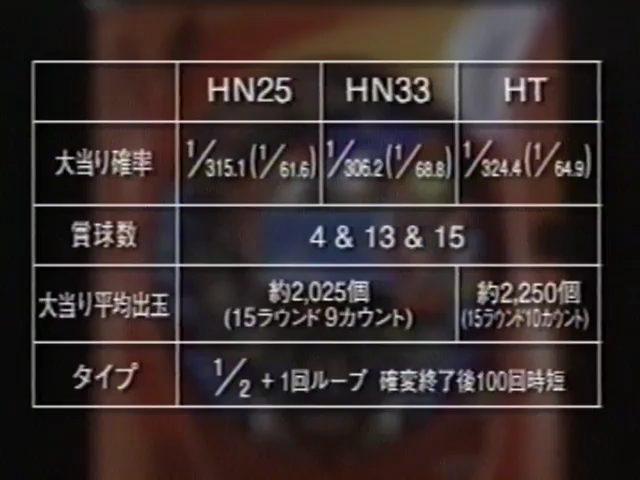 HN25 HN33 HT
大当り確率 1/315.1(1/61.6) 1/306.2(1/68.8) 1/324.4(1/64.9)
賞球数 4 & 13 & 15
大当り平均出玉 約2,025個 約2,250個
(15ラウンド9カウント) (15ラウンド10カウント)
タイプ 1/2 +1回ループ 確変終了後100回時短